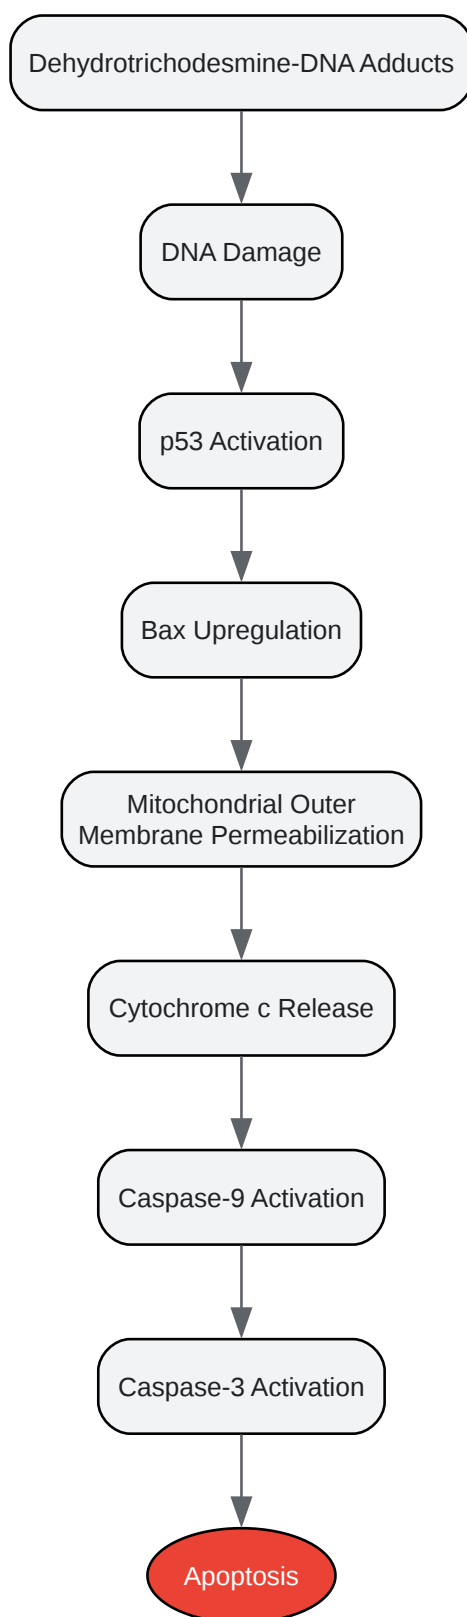 Dehydrotrichodesmine-DNA Adducts
DNA Damage
p53 Activation
Bax Upregulation
Mitochondrial Outer
Membrane Permeabilization
Cytochrome c Release
Caspase-9 Activation
Caspase-3 Activation
Apoptosis